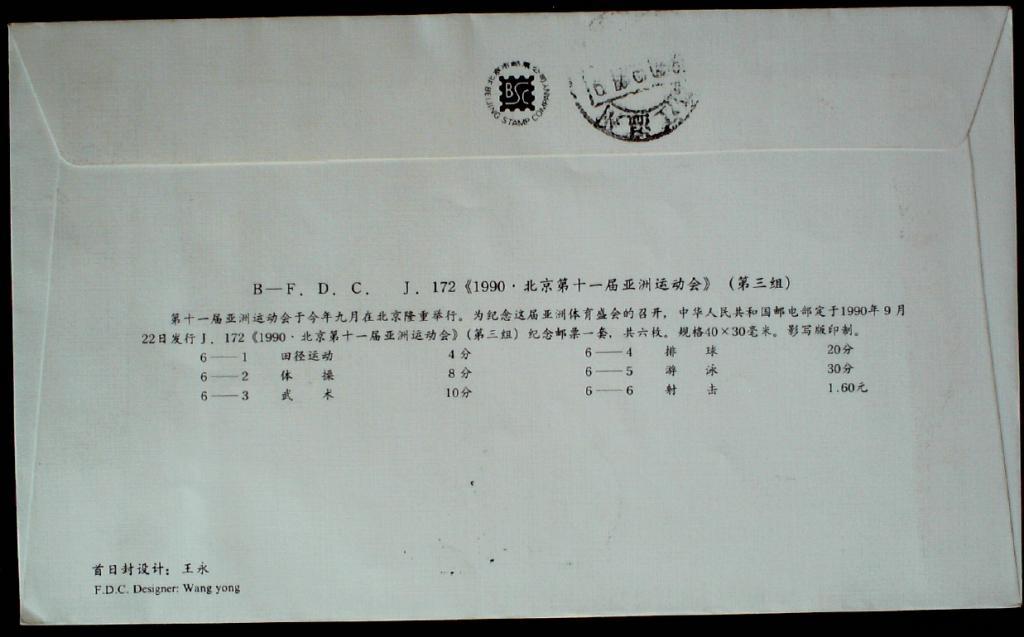 北京市邮票公司
BSC
BEIJING STAMP COMPANY
B—F. D. C. J. 172《1990·北京第十一届亚洲运动会》(第三组)
第十一届亚洲运动会于今年九月在北京隆重举行。为纪念这届亚洲体育盛会的召开，中华人民共和国邮电部定于1990年9月
22日发行J. 172《1990·北京第十一届亚洲运动会》(第三组)纪念邮票一套，共六枚。规格40×30毫米。影写版印制。
6——1 田径运动 4分 6——4 排 球 20分
6——2 体 操 8分 6——5 游 泳 30分
6——3 武 术 10分 6——6 射 击 1.60元
首日封设计：王永
F.D.C. Designer: Wang yong